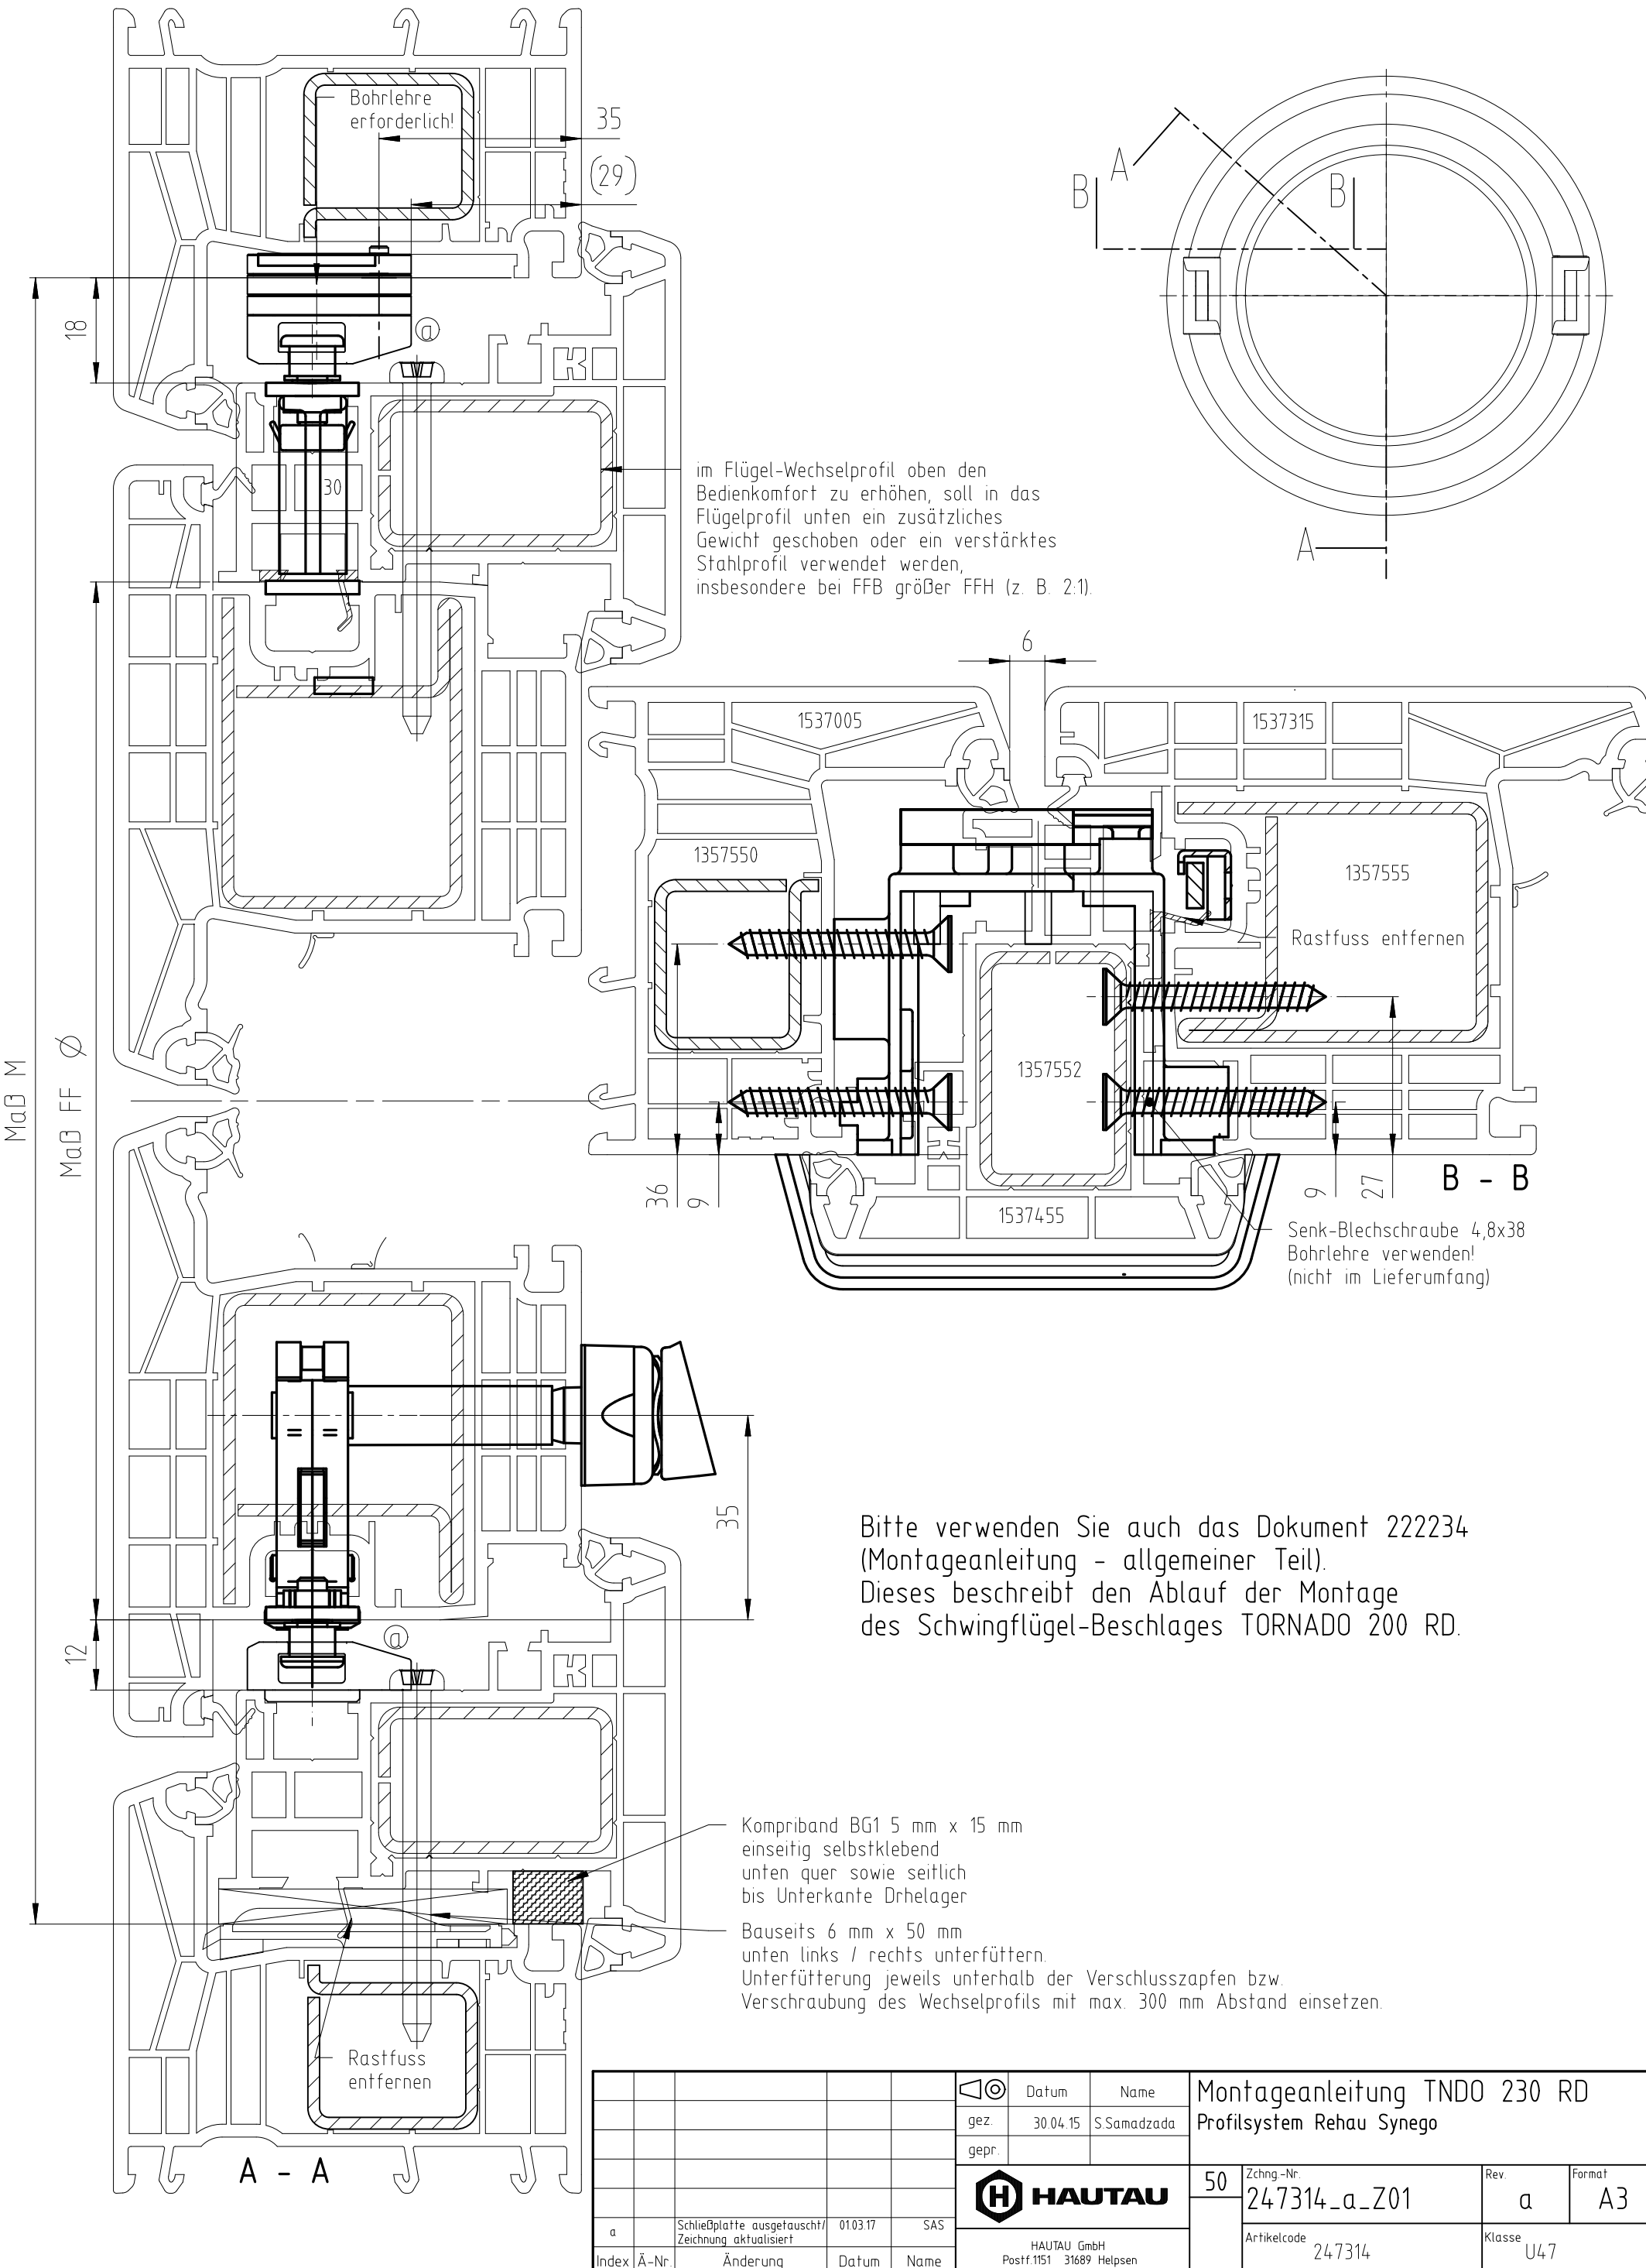 Bohrlehre
erforderlich!
35
(29)
A
B
B
A
18
a
30
im Flügel-Wechselprofil oben den
Bedienkomfort zu erhöhen, soll in das
Flügelprofil unten ein zusätzliches
Gewicht geschoben oder ein verstärktes
Stahlprofil verwendet werden,
insbesondere bei FFB größer FFH (z. B. 2:1).
6
1537005
1537315
1357550
1357555
Rastfuss entfernen
1357552
1537455
36
9
9
27
B - B
Senk-Blechschraube 4,8x38
Bohrlehre verwenden!
(nicht im Lieferumfang)
Maß M
Maß FF Ø
35
12
a
Bitte verwenden Sie auch das Dokument 222234
(Montageanleitung - allgemeiner Teil).
Dieses beschreibt den Ablauf der Montage
des Schwingflügel-Beschlages TORNADO 200 RD.
Kompriband BG1 5 mm x 15 mm
einseitig selbstklebend
unten quer sowie seitlich
bis Unterkante Drhelager
Bauseits 6 mm x 50 mm
unten links / rechts unterfüttern.
Unterfütterung jeweils unterhalb der Verschlusszapfen bzw.
Verschraubung des Wechselprofils mit max. 300 mm Abstand einsetzen.
Rastfuss
entfernen
A - A
Datum Name
gez. 30.04.15 S.Samadzada
gepr.
Montageanleitung TNDO 230 RD
Profilsystem Rehau Synego
H HAUTAU
HAUTAU GmbH
Postf.1151 31689 Helpsen
50
Zchng.-Nr.
247314_a_Z01
Rev.
a
Format
A3
Artikelcode
247314
Klasse
U47
a Schließplatte ausgetauscht/ 01.03.17 SAS
Zeichnung aktualisiert
Index Ä-Nr. Änderung Datum Name